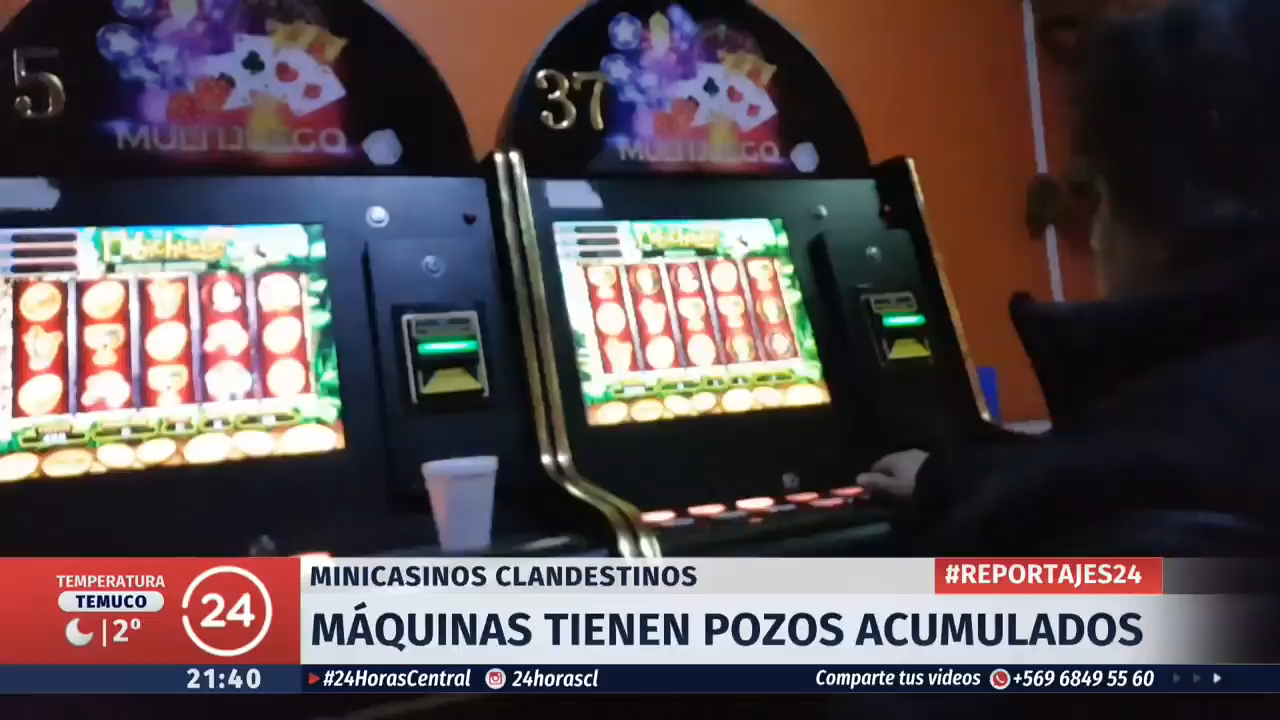 5
MULTIJUEGO
37
MULTIJUEGO
TEMPERATURA
TEMUCO
2º
24
21:40
MINICASINOS CLANDESTINOS
#REPORTAJES24
MÁQUINAS TIENEN POZOS ACUMULADOS
#24HorasCentral
24horascl
Comparte tus videos
+569 6849 55 60